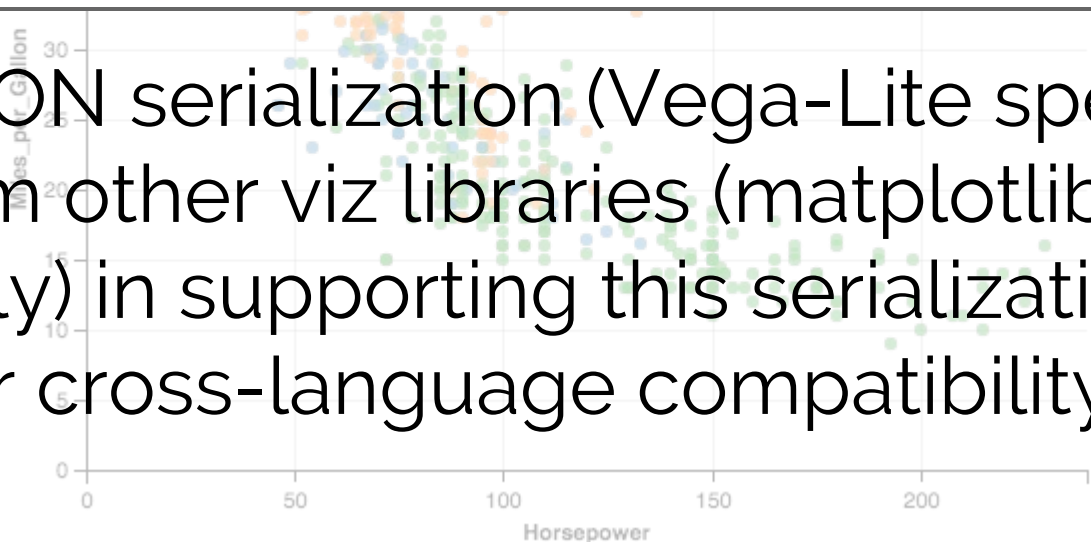 30
ON serialization (Vega-Lite spe
25
Miles_per_Gallon
m other viz libraries (matplotlib
20
15
ly) in supporting this serializati
10
r cross-language compatibility
5
0
0 50 100 150 200
Horsepower